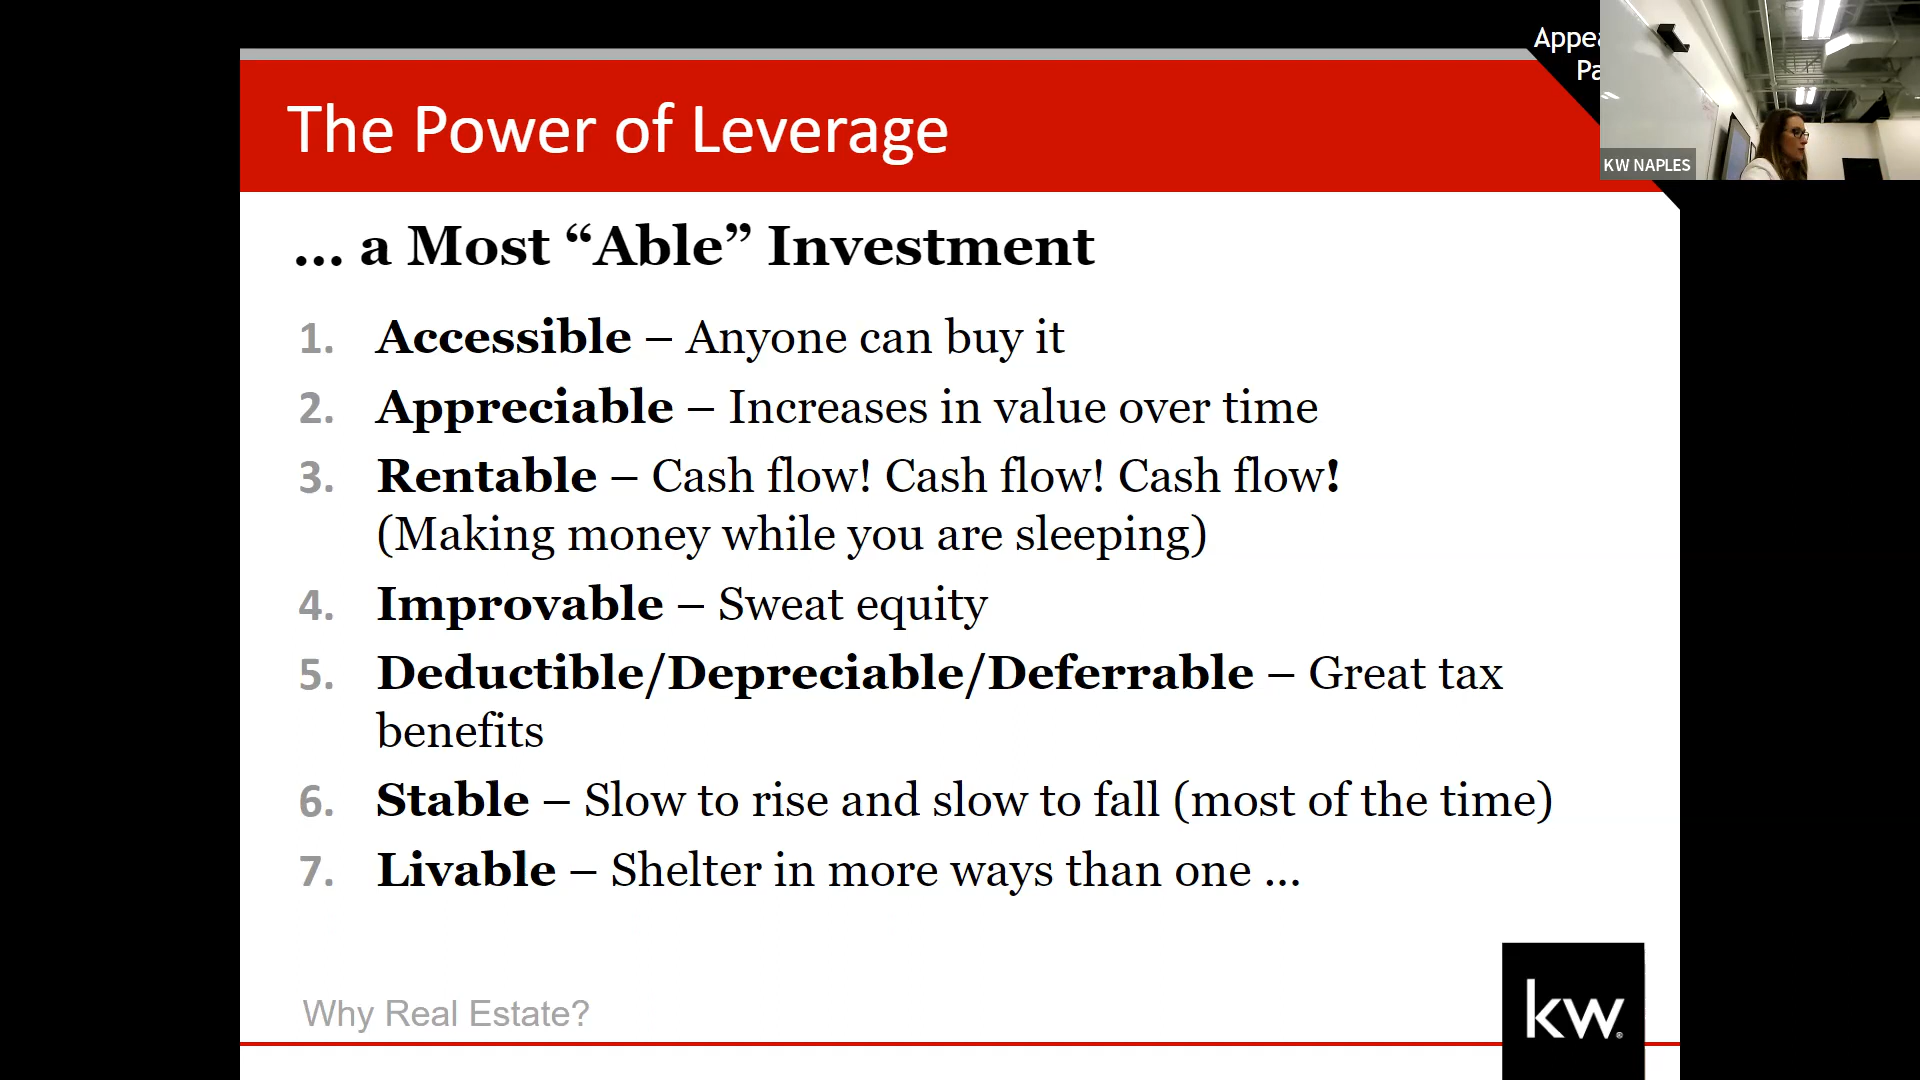 Appea
Pa
The Power of Leverage
KW NAPLES
... a Most “Able” Investment
1. Accessible – Anyone can buy it
2. Appreciable – Increases in value over time
3. Rentable – Cash flow! Cash flow! Cash flow!
(Making money while you are sleeping)
4. Improvable – Sweat equity
5. Deductible/Depreciable/Deferrable – Great tax
benefits
6. Stable – Slow to rise and slow to fall (most of the time)
7. Livable – Shelter in more ways than one ...
Why Real Estate?
kw®